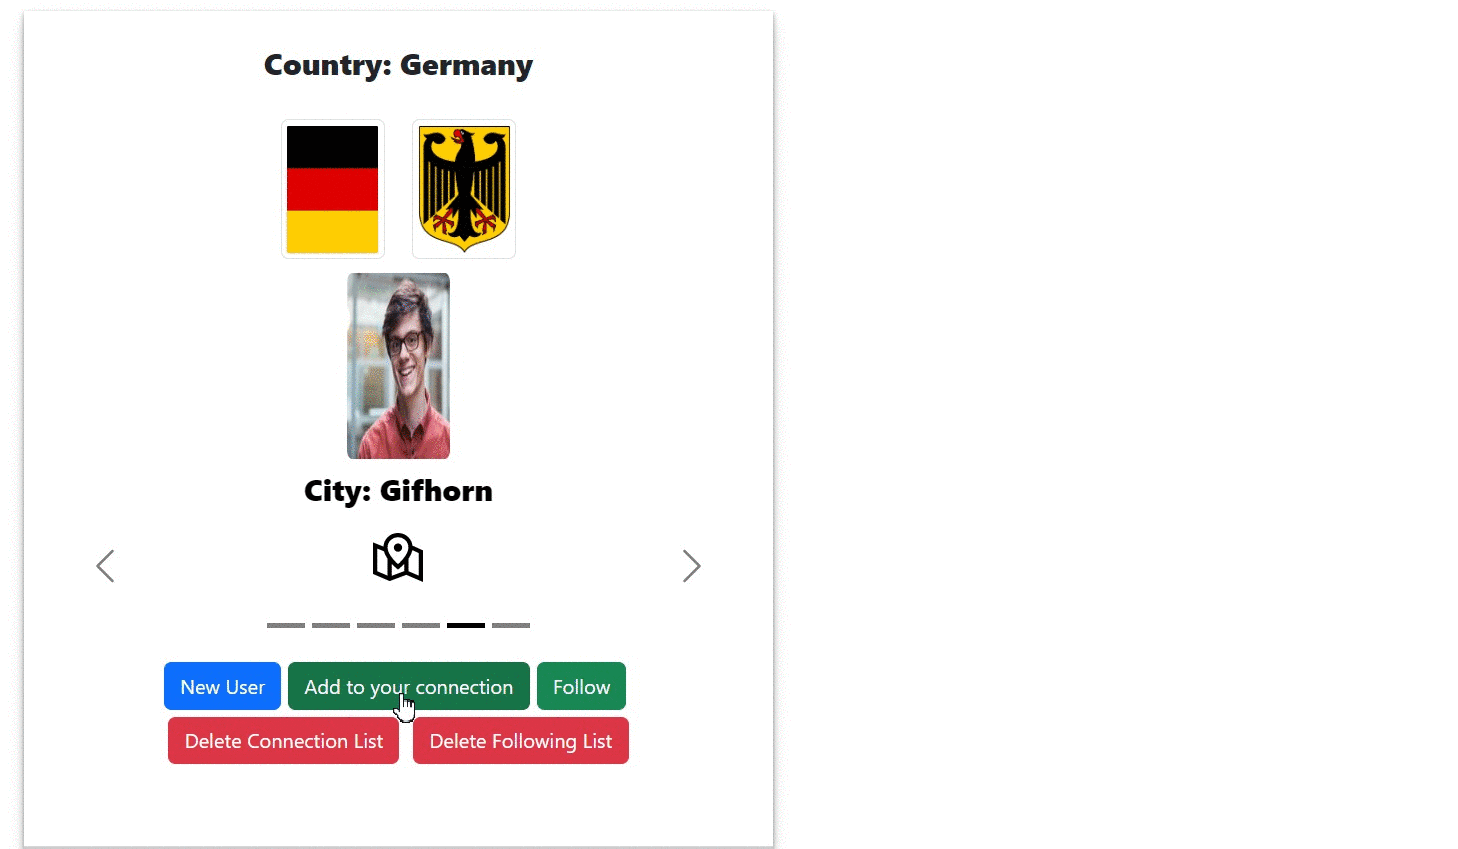 Country: Germany
City: Gifhorn
New User
Add to your connection
Follow
Delete Connection List
Delete Following List